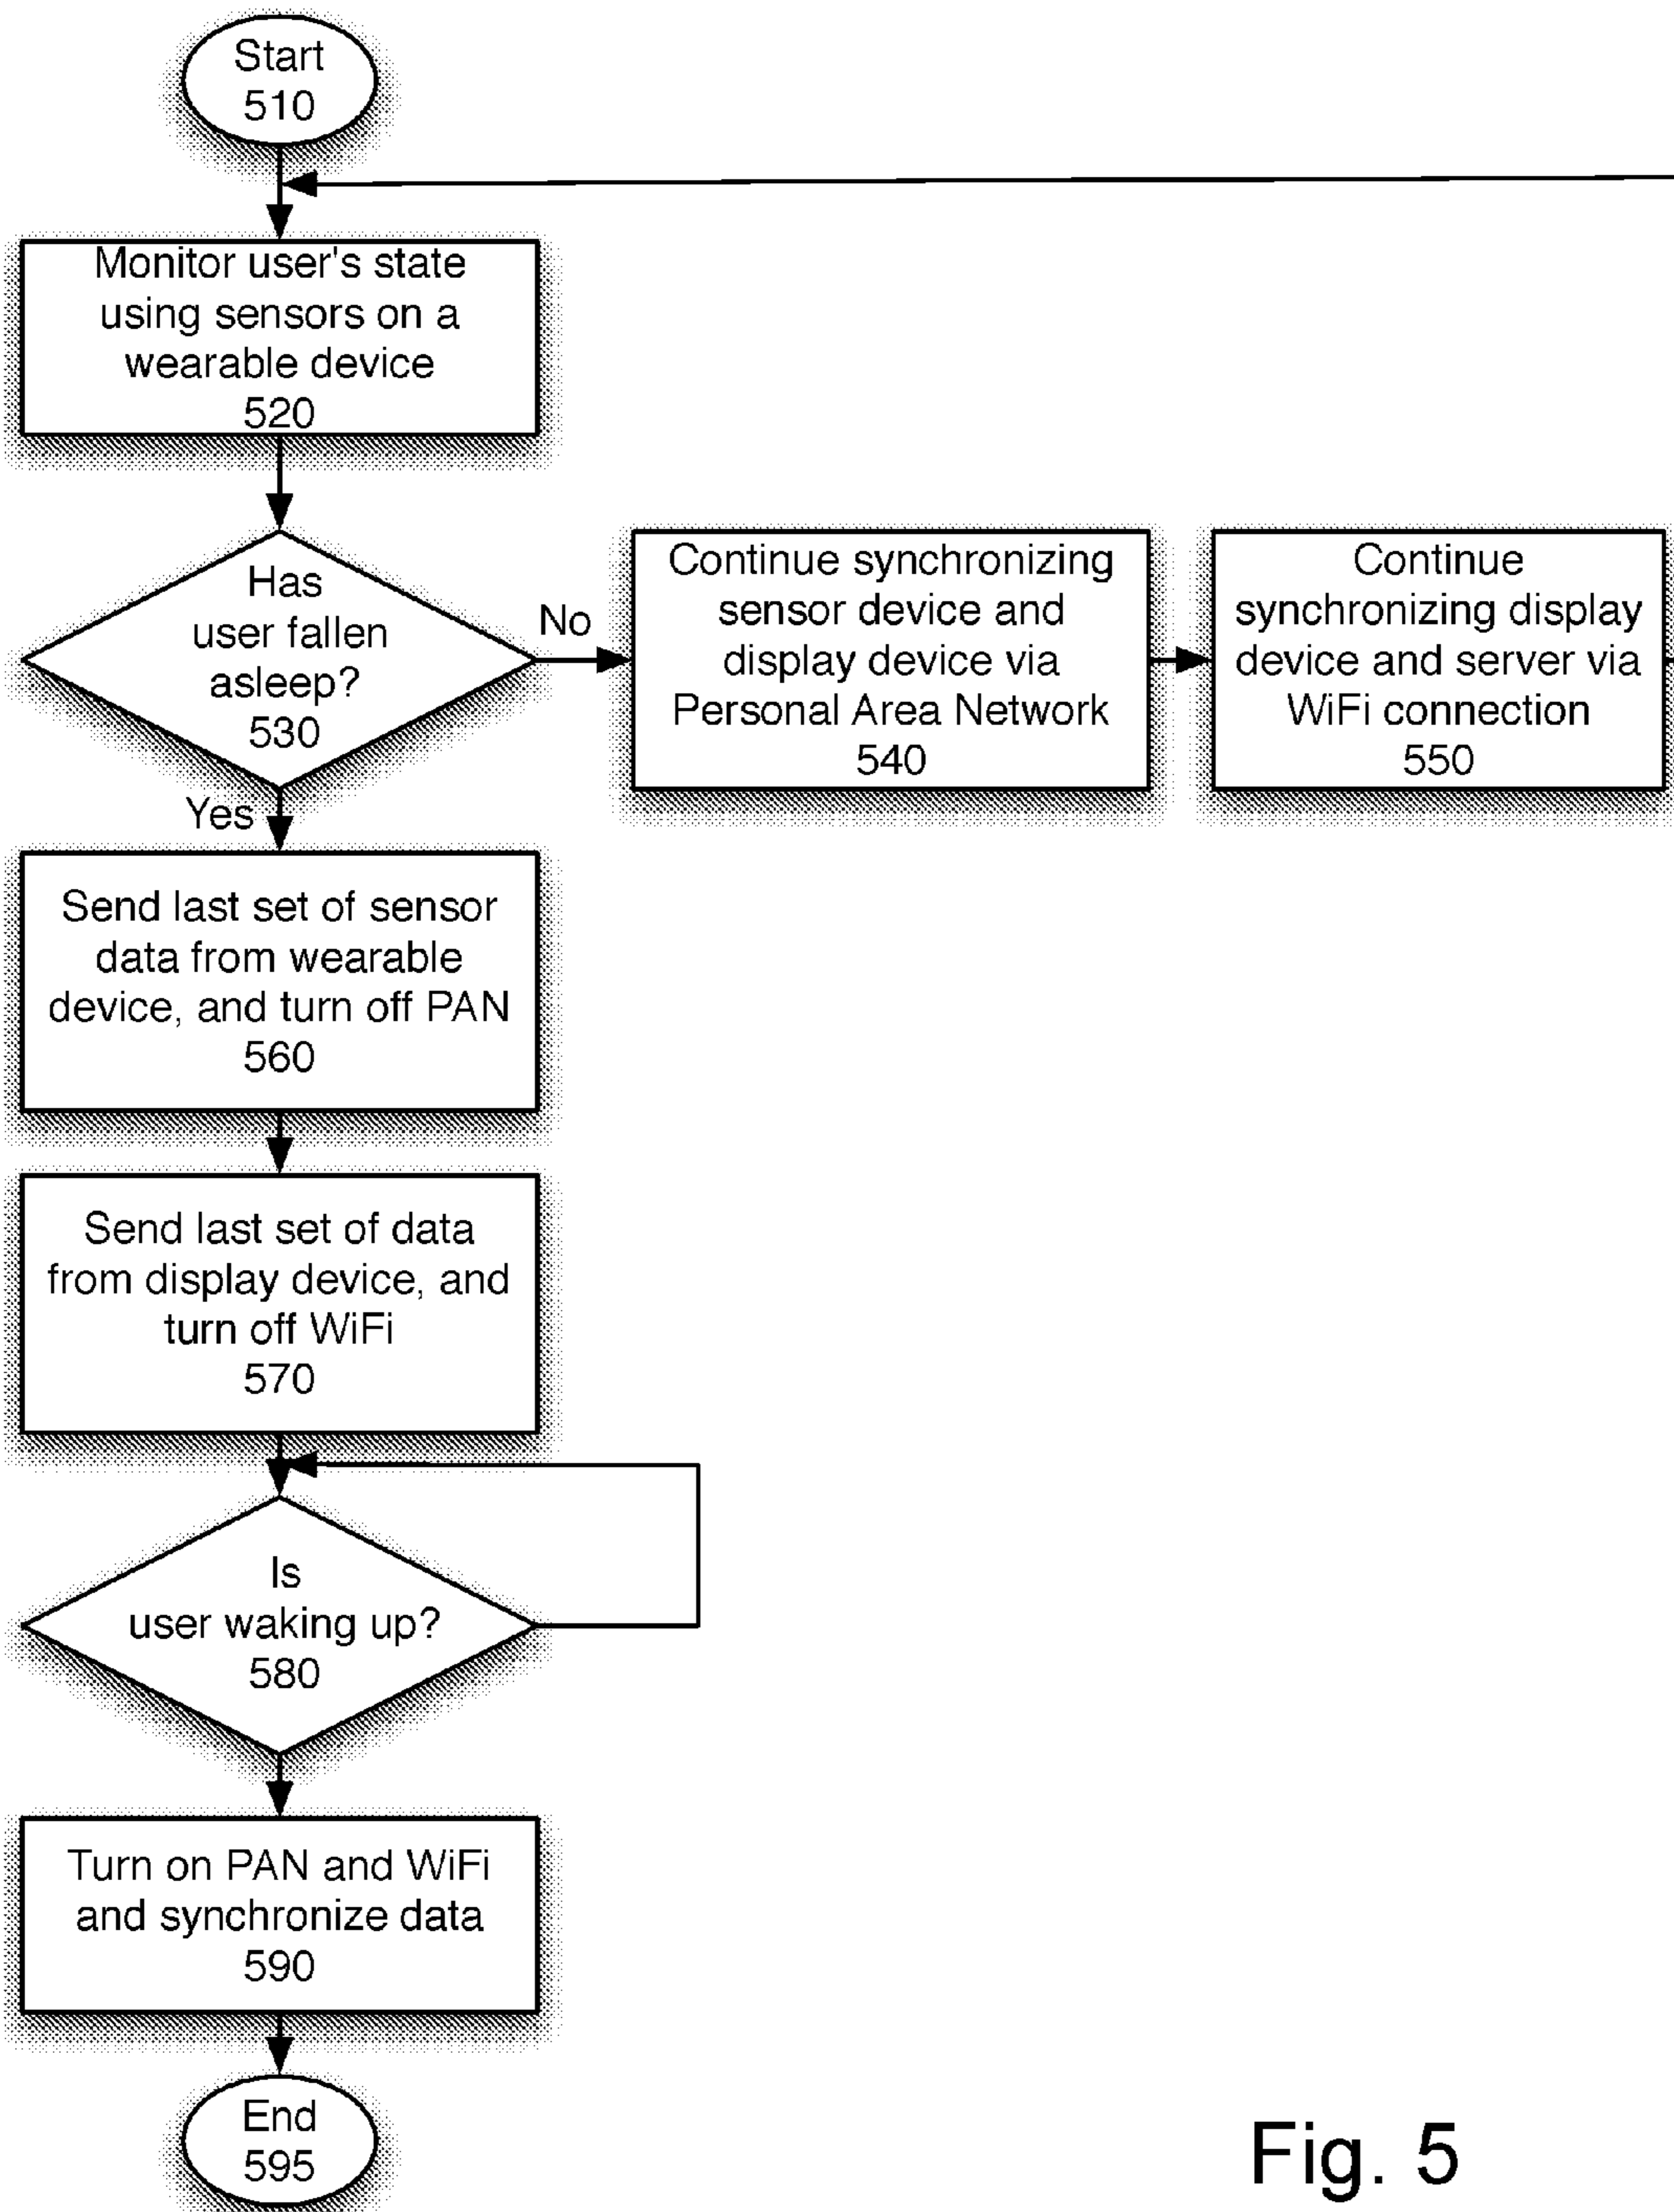 Start
510
Monitor user's state
using sensors on a
wearable device
520
Has
user fallen
asleep?
530
No
Continue synchronizing
sensor device and
display device via
Personal Area Network
540
Continue
synchronizing display
device and server via
WiFi connection
550
Yes
Send last set of sensor
data from wearable
device, and turn off PAN
560
Send last set of data
from display device, and
turn off WiFi
570
Is
user waking up?
580
Turn on PAN and WiFi
and synchronize data
590
End
595
Fig. 5